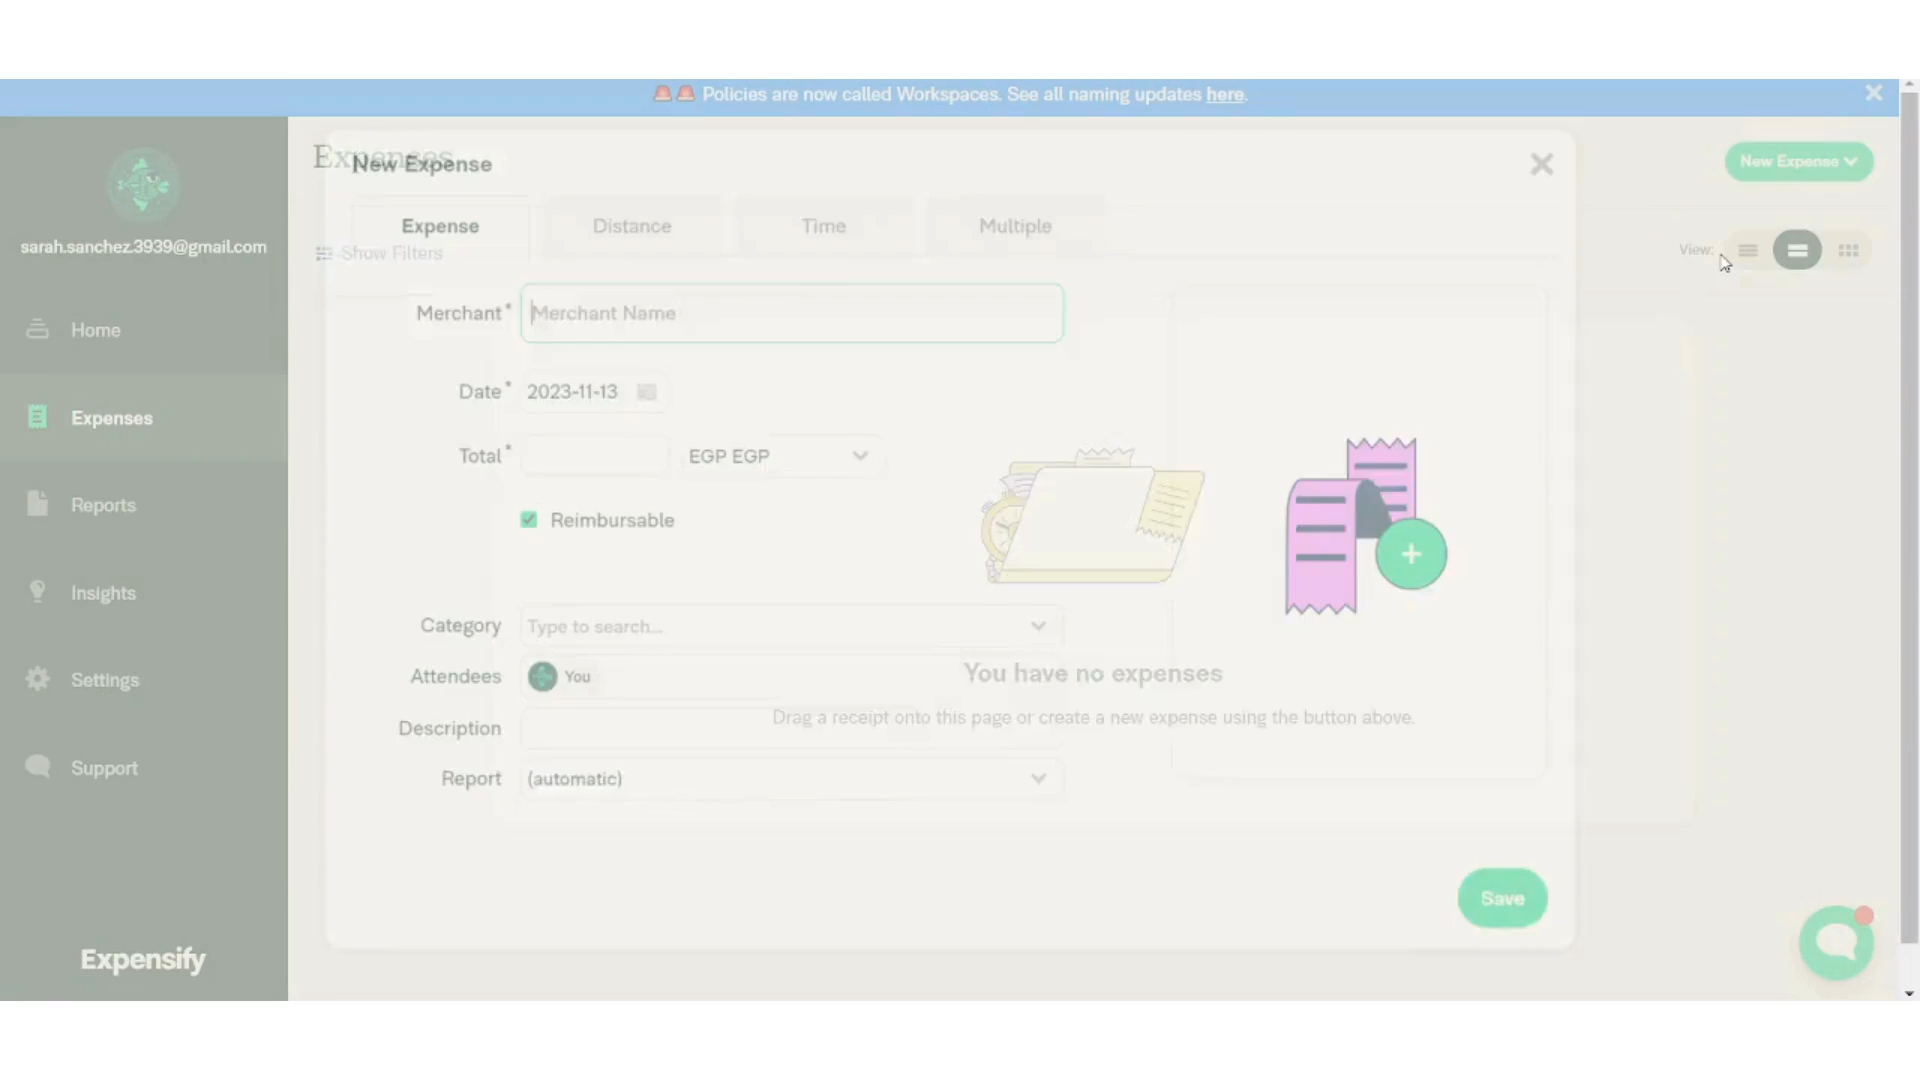 🚨🚨 Policies are now called Workspaces. See all naming updates here.
sarah.sanchez.3939@gmail.com
Home
Expenses
Reports
Insights
Settings
Support
Expensify
Expenses
New Expense
New Expense
Expense
Distance
Time
Multiple
Show Filters
View:
Merchant*
Merchant Name
Date*
2023-11-13
Total*
EGP EGP
Reimbursable
Category
Type to search...
Attendees
You
You have no expenses
Drag a receipt onto this page or create a new expense using the button above.
Description
Report
(automatic)
Save